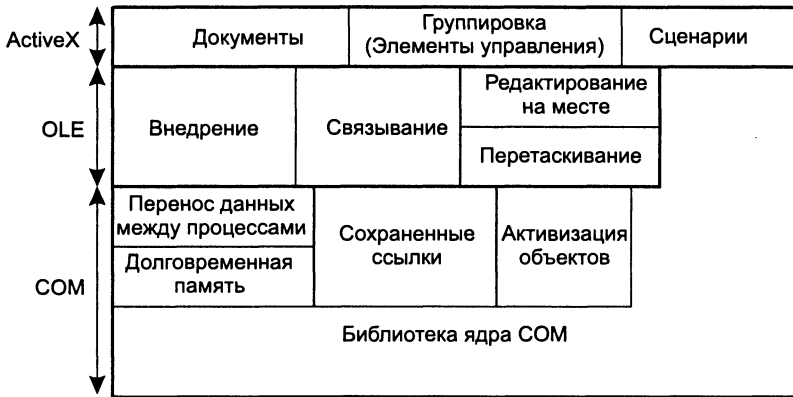 ActiveX
Документы
Группировка
(Элементы управления)
Сценарии
OLE
Внедрение
Связывание
Редактирование
на месте
Перетаскивание
COM
Перенос данных
между процессами
Долговременная
память
Сохраненные
ссылки
Активизация
объектов
Библиотека ядра COM